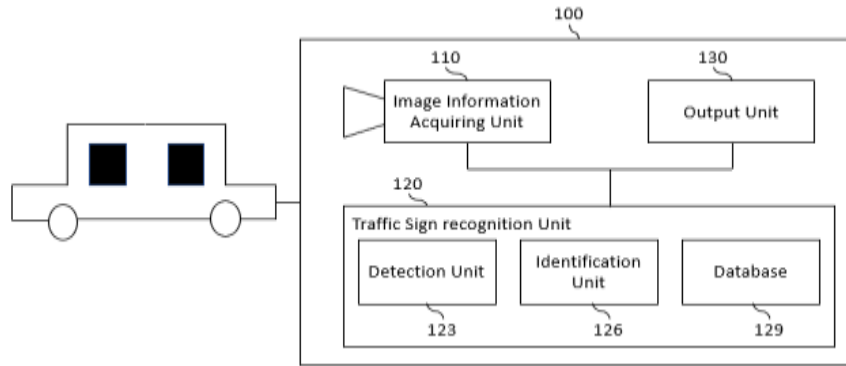 100
110
130
Image Information
Acquiring Unit
Output Unit
120
Traffic Sign recognition Unit
Detection Unit
Identification
Unit
Database
123
126
129